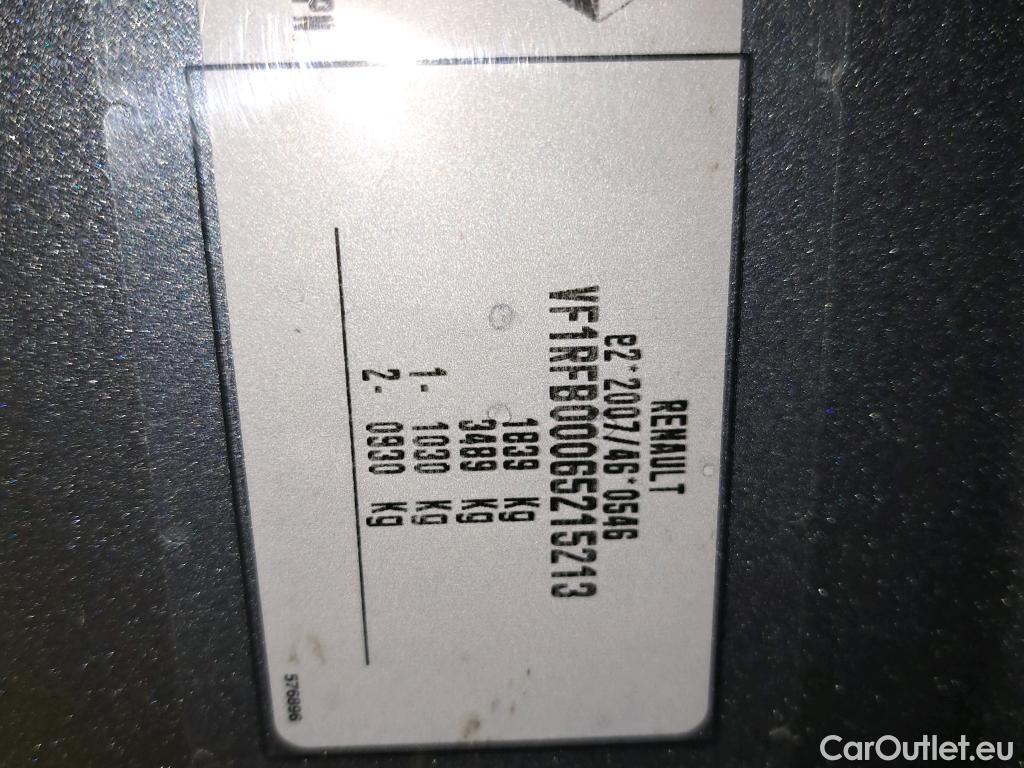 RENAULT
e2*2007/46*0546
VF1RFB00065215213
1839 Kg
3489 Kg
1- 1030 Kg
2- 0930 Kg
576896
CarOutlet.eu